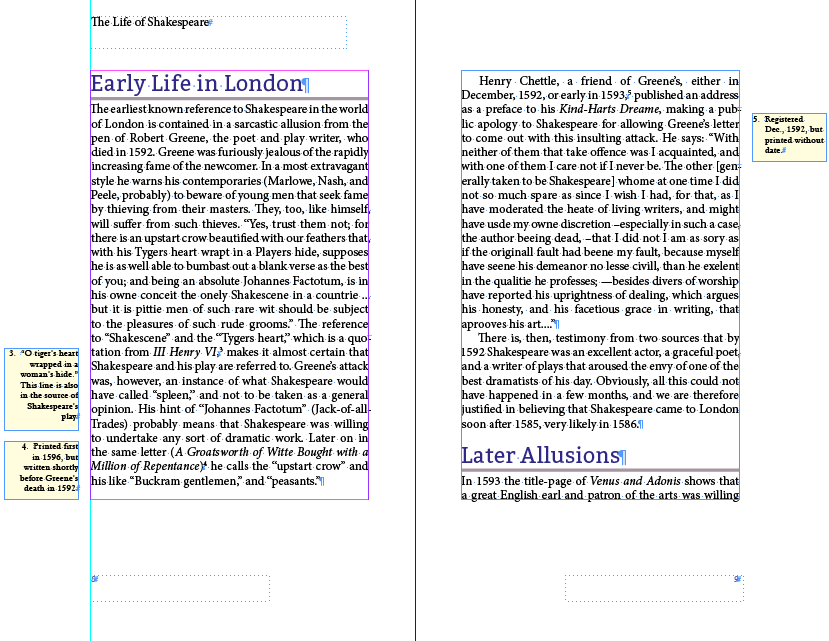 The Life of Shakespeare
Early Life in London
The earliest known reference to Shakespeare in the world
of London is contained in a sarcastic allusion from the
pen of Robert Greene, the poet and play writer, who
died in 1592. Greene was furiously jealous of the rapidly
increasing fame of the newcomer. In a most extravagant
style he warns his contemporaries (Marlowe, Nash, and
Peele, probably) to beware of young men that seek fame
by thieving from their masters. They, too, like himself,
will suffer from such thieves. “Yes, trust them not; for
there is an upstart crow beautified with our feathers that,
with his Tygers heart wrapt in a Players hide, supposes
he is as well able to bumbast out a blank verse as the best
of you; and being an absolute Johannes Factotum, is in
his owne conceit the onely Shakescene in a countrie ...
but it is pittie men of such rare wit should be subject
to the pleasures of such rude grooms.” The reference
to “Shakescene” and the “Tygers heart,” which is a quo-
tation from III Henry VI,3 makes it almost certain that
Shakespeare and his play are referred to. Greene's attack
was, however, an instance of what Shakespeare would
have called “spleen,” and not to be taken as a general
opinion. His hint of “Johannes Factotum” (Jack-of-all-
Trades) probably means that Shakespeare was willing
to undertake any sort of dramatic work. Later on in
the same letter (A Groatsworth of Witte Bought with a
Million of Repentance)4 he calls the “upstart crow” and
his like “Buckram gentlemen,” and “peasants.”
3. “O tiger's heart
wrapped in a
woman's hide.”
This line is also
in the source of
Shakespeare's
play.
4. Printed first
in 1596, but
written shortly
before Greene's
death in 1592.
8
Henry Chettle, a friend of Greene's, either in
December, 1592, or early in 1593,5 published an address
as a preface to his Kind-Harts Dreame, making a pub-
lic apology to Shakespeare for allowing Greene's letter
to come out with this insulting attack. He says: “With
neither of them that take offence was I acquainted, and
with one of them I care not if I never be. The other [gen-
erally taken to be Shakespeare] whome at one time I did
not so much spare as since I wish I had, for that, as I
have moderated the heate of living writers, and might
have usde my owne discretion –especially in such a case,
the author beeing dead, –that I did not I am as sory as
if the originall fault had beene my fault, because myself
have seene his demeanor no lesse civill, than he exelent
in the qualitie he professes; —besides divers of worship
have reported his uprightness of dealing, which argues
his honesty, and his facetious grace in writing, that
aprooves his art....”
There is, then, testimony from two sources that by
1592 Shakespeare was an excellent actor, a graceful poet,
and a writer of plays that aroused the envy of one of the
best dramatists of his day. Obviously, all this could not
have happened in a few months, and we are therefore
justified in believing that Shakespeare came to London
soon after 1585, very likely in 1586.
Later Allusions
In 1593 the title-page of Venus and Adonis shows that
a great English earl and patron of the arts was willing
5. Registered
Dec., 1592, but
printed without
date.
9